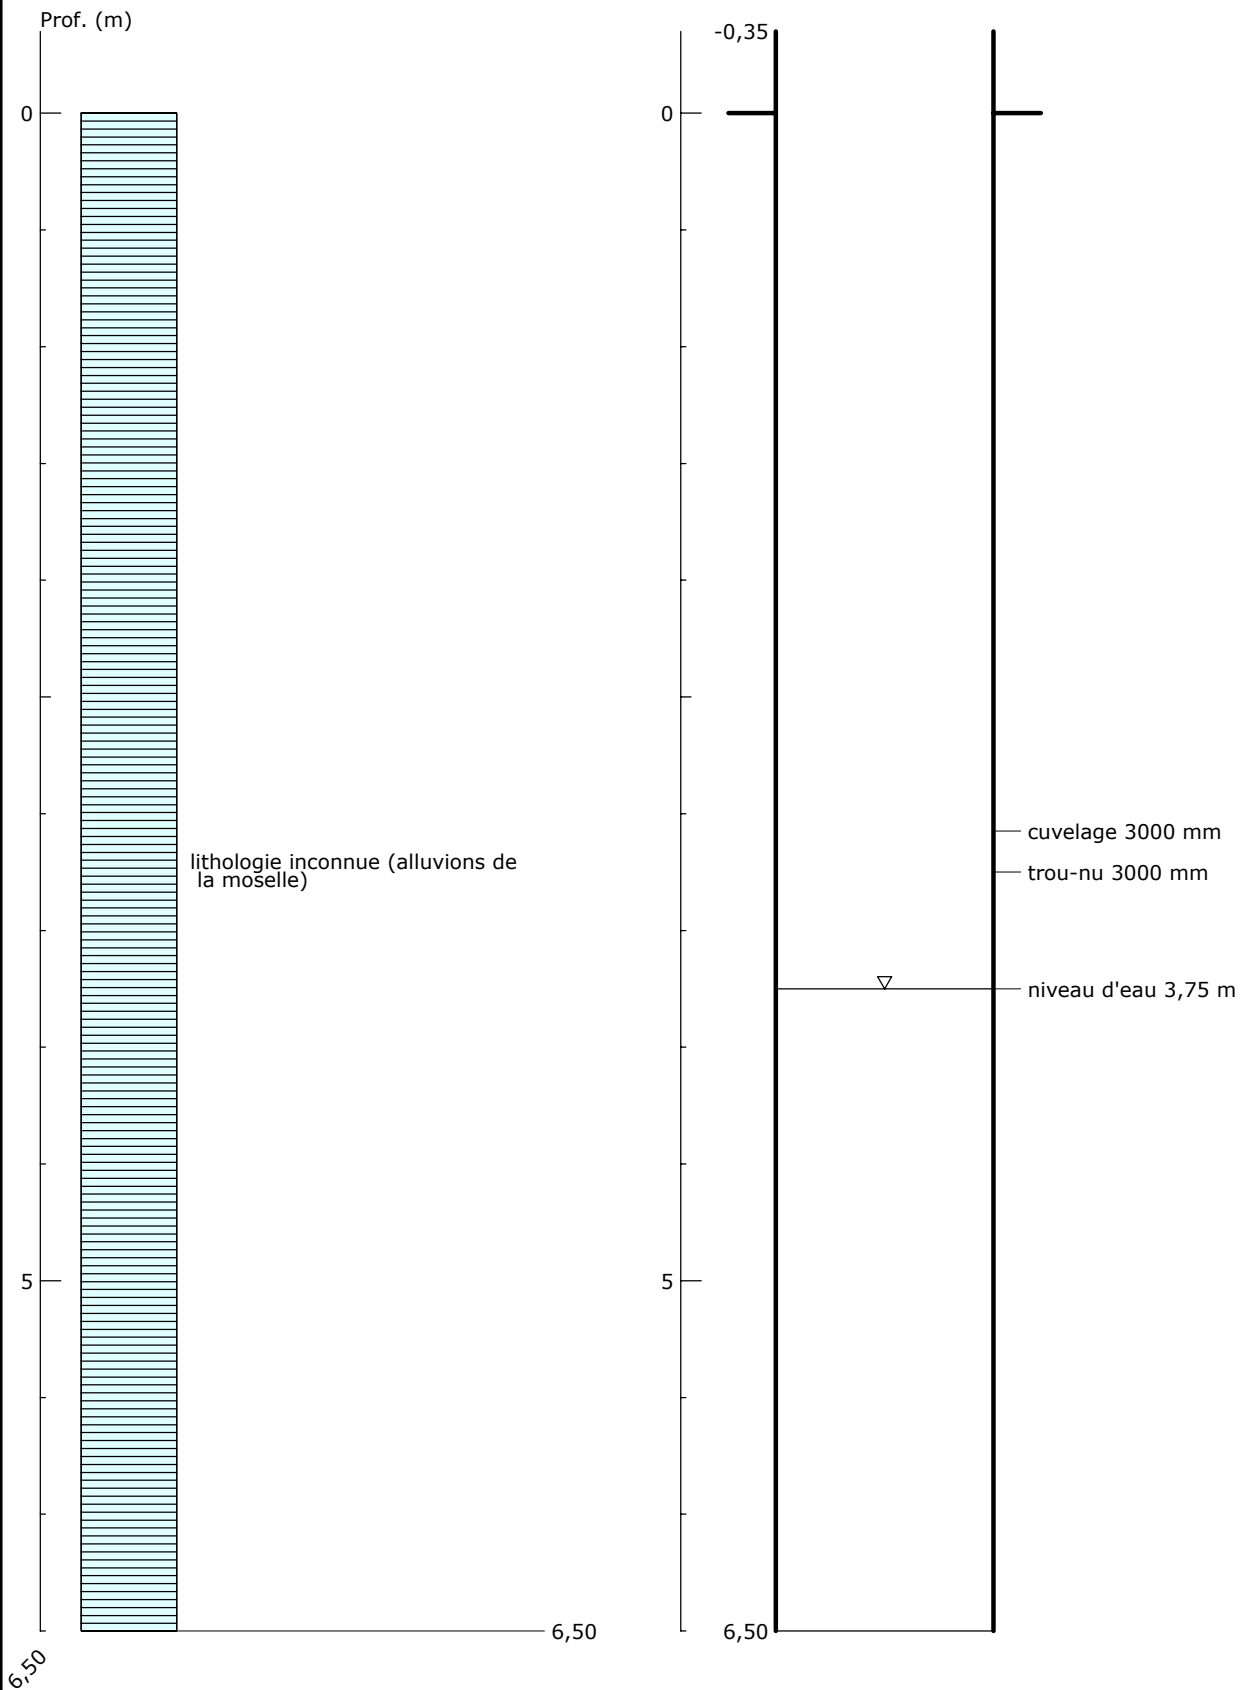 Prof. (m)
-0,35
0
0
cuvelage 3000 mm
lithologie inconnue (alluvions de
la moselle)
trou-nu 3000 mm
niveau d'eau 3,75 m
5
5
6,50
6,50
6,50